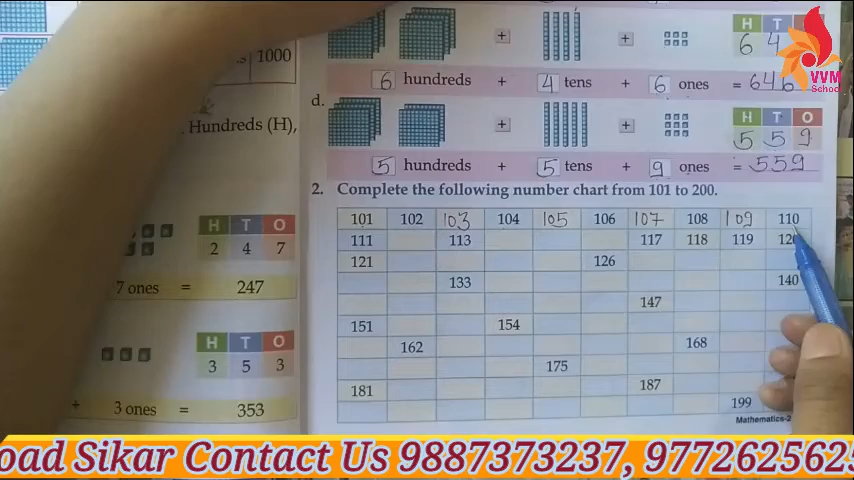 1000
H T
6 4
VVM
School
6 hundreds + 4 tens + 6 ones = 646
d.
Hundreds (H),
+ +
H T O
5 5 9
5 hundreds + 5 tens + 9 ones = 559
2. Complete the following number chart from 101 to 200.
101 102 103 104 105 106 107 108 109 110
111 113 117 118 119 120
121 126
133 140
147
151 154
162 168
175
181 187
199
Mathematics-2
H T O
2 4 7
7 ones = 247
H T O
3 5 3
+ 3 ones = 353
oad Sikar Contact Us 9887373237, 9772625625